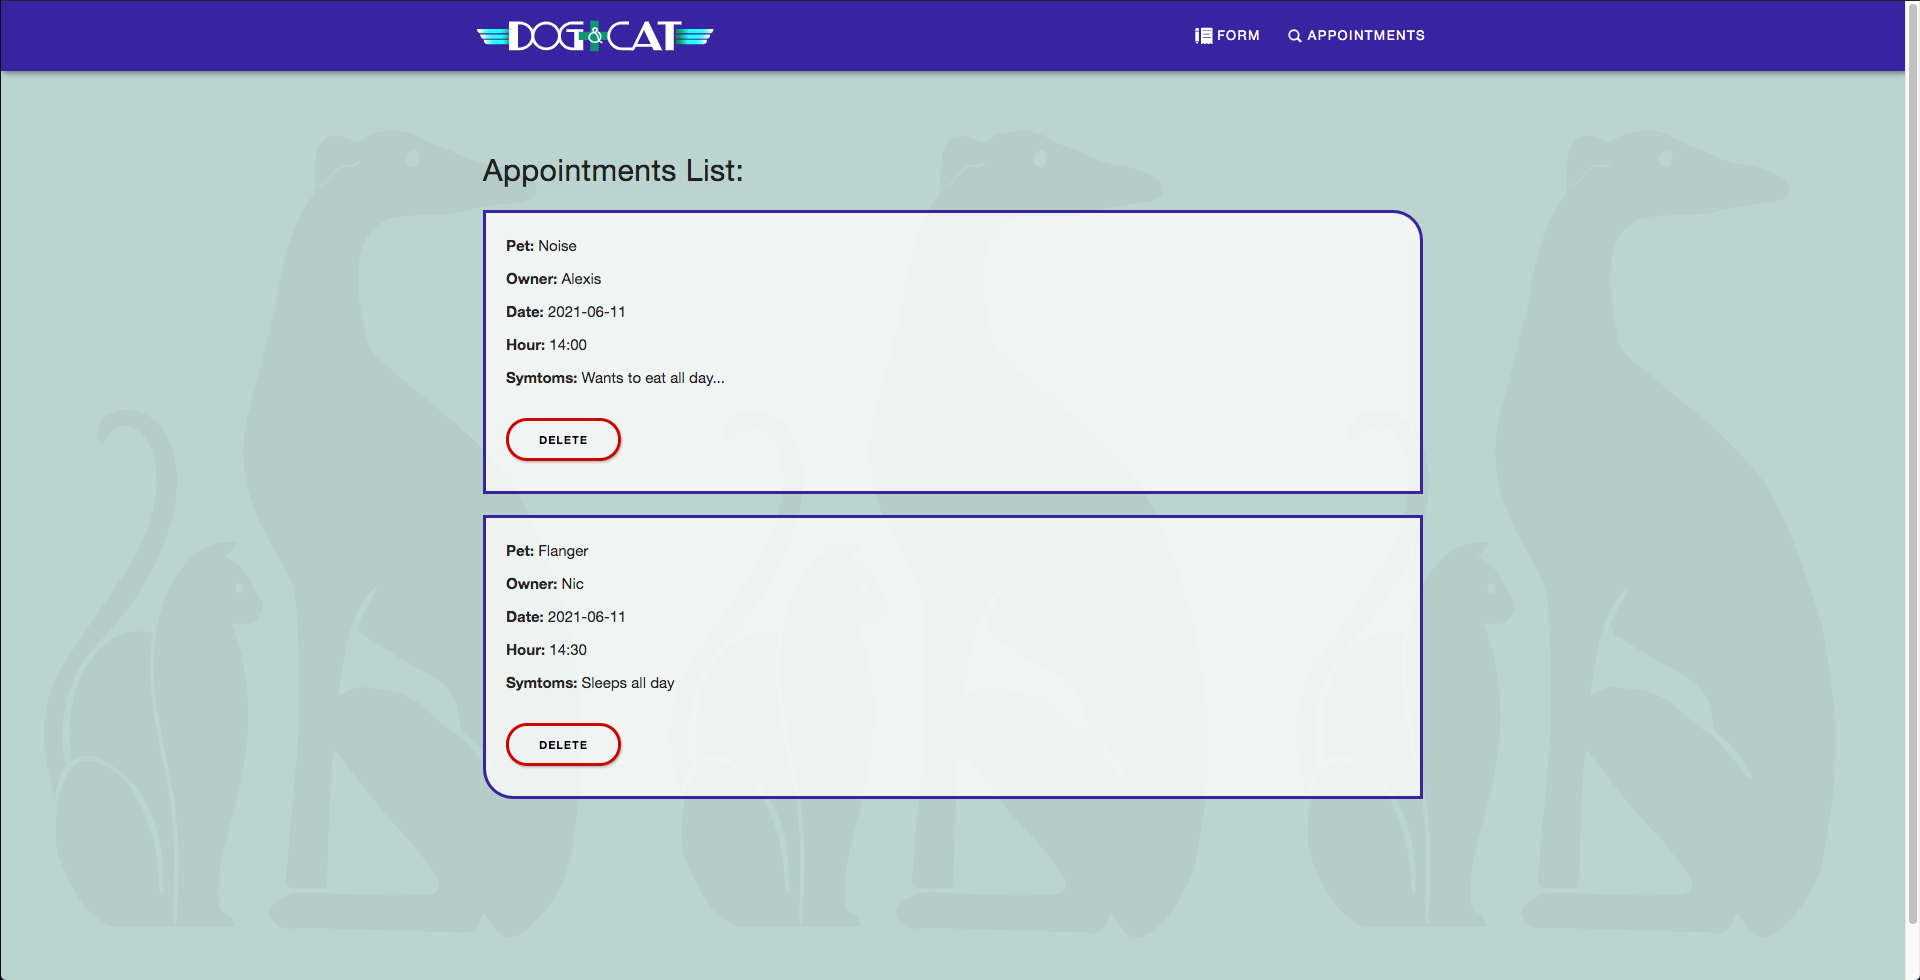 DOG & CAT
FORM
APPOINTMENTS
Appointments List:
Pet: Noise
Owner: Alexis
Date: 2021-06-11
Hour: 14:00
Symtoms: Wants to eat all day...
DELETE
Pet: Flanger
Owner: Nic
Date: 2021-06-11
Hour: 14:30
Symtoms: Sleeps all day
DELETE